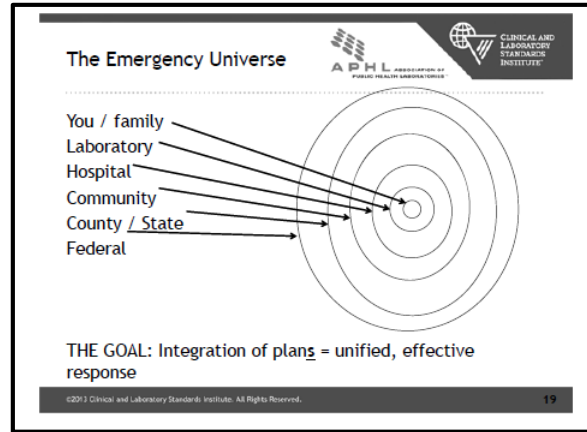 The Emergency Universe
APHL ASSOCIATION OF
PUBLIC HEALTH LABORATORIES™
CLINICAL AND
LABORATORY
STANDARDS
INSTITUTE®
You / family
Laboratory
Hospital
Community
County / State
Federal
THE GOAL: Integration of plans = unified, effective
response
©2013 Clinical and Laboratory Standards Institute. All Rights Reserved.
19